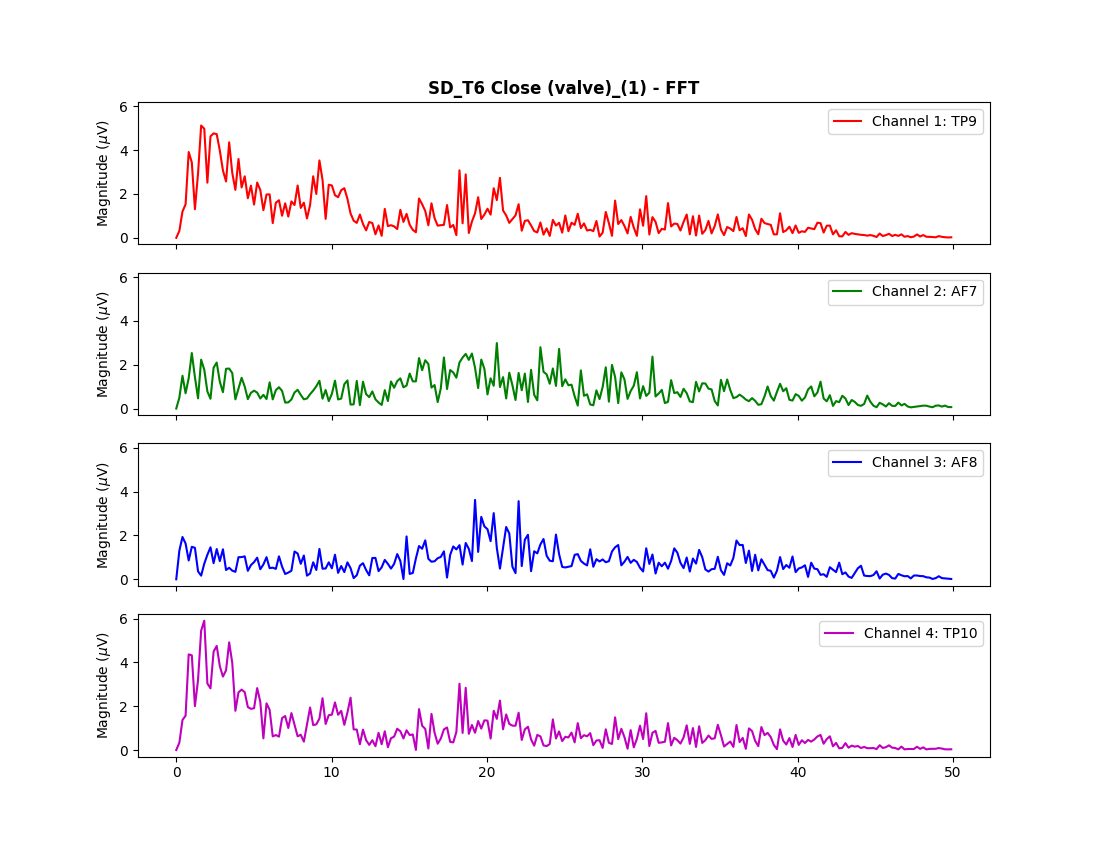 SD_T6 Close (valve)_(1) - FFT
6
4
2
0
Magnitude (μV)
Channel 1: TP9
6
4
2
0
Magnitude (μV)
Channel 2: AF7
6
4
2
0
Magnitude (μV)
Channel 3: AF8
6
4
2
0
Magnitude (μV)
Channel 4: TP10
0 10 20 30 40 50